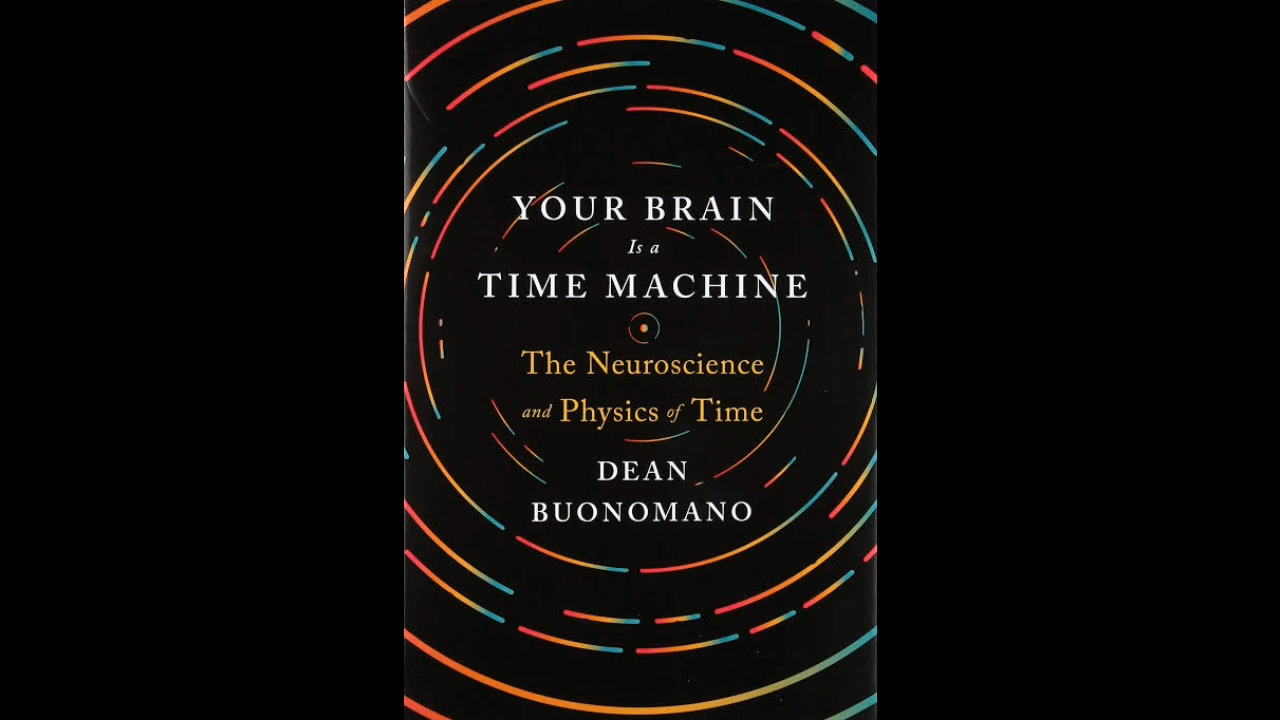 YOUR BRAIN
Is a
TIME MACHINE
The Neuroscience
and Physics of Time
DEAN
BUONOMANO